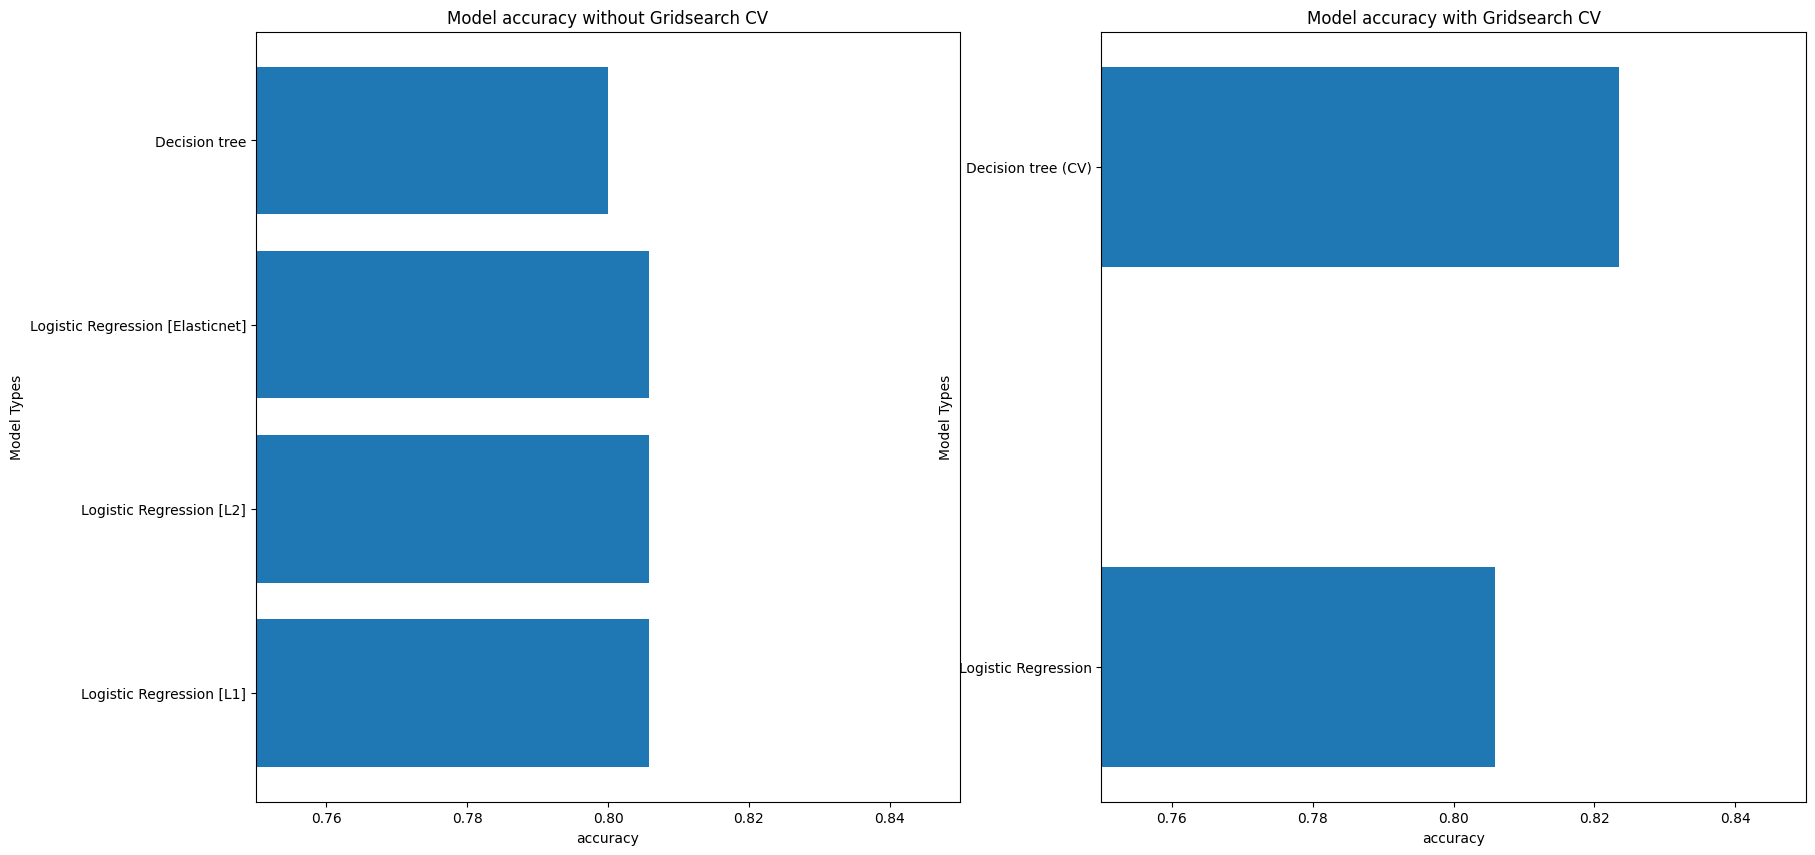 Model accuracy without Gridsearch CV
Model Types
Decision tree
Logistic Regression [Elasticnet]
Logistic Regression [L2]
Logistic Regression [L1]
0.76 0.78 0.80 0.82 0.84
accuracy
Model accuracy with Gridsearch CV
Model Types
Decision tree (CV)
Logistic Regression
0.76 0.78 0.80 0.82 0.84
accuracy